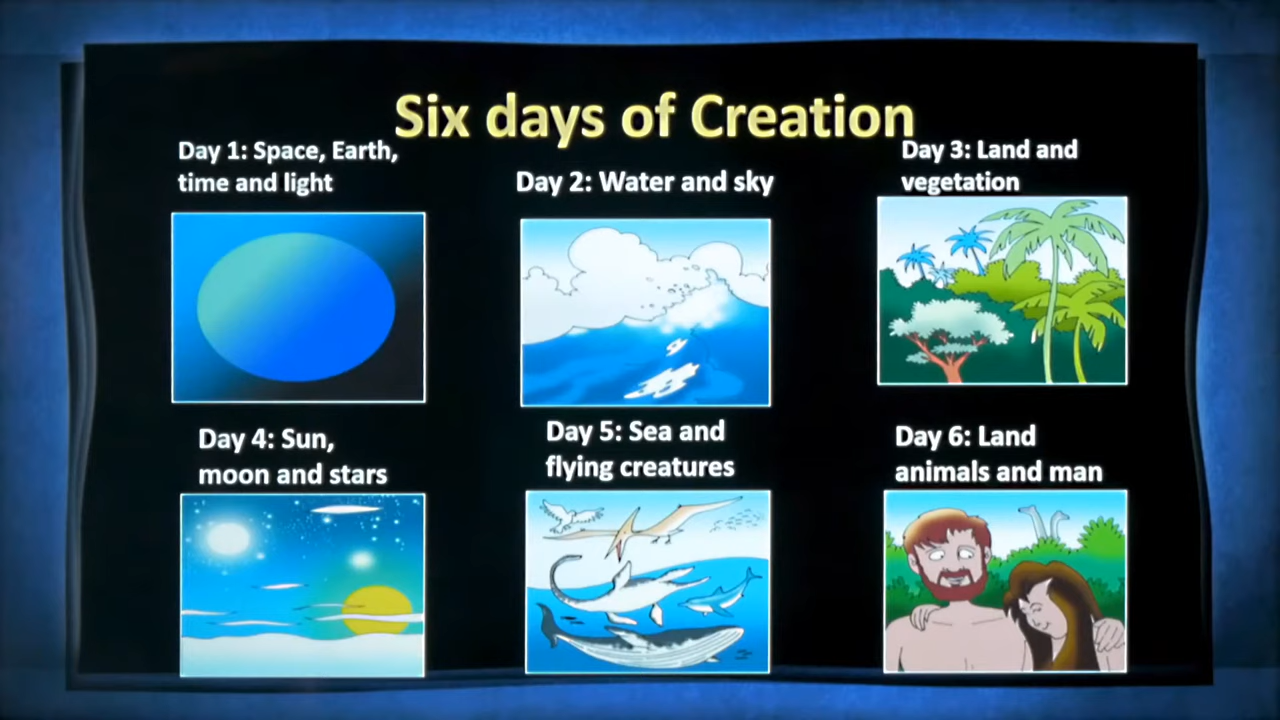 Six days of Creation
Day 1: Space, Earth,
time and light
Day 2: Water and sky
Day 3: Land and
vegetation
Day 4: Sun,
moon and stars
Day 5: Sea and
flying creatures
Day 6: Land
animals and man